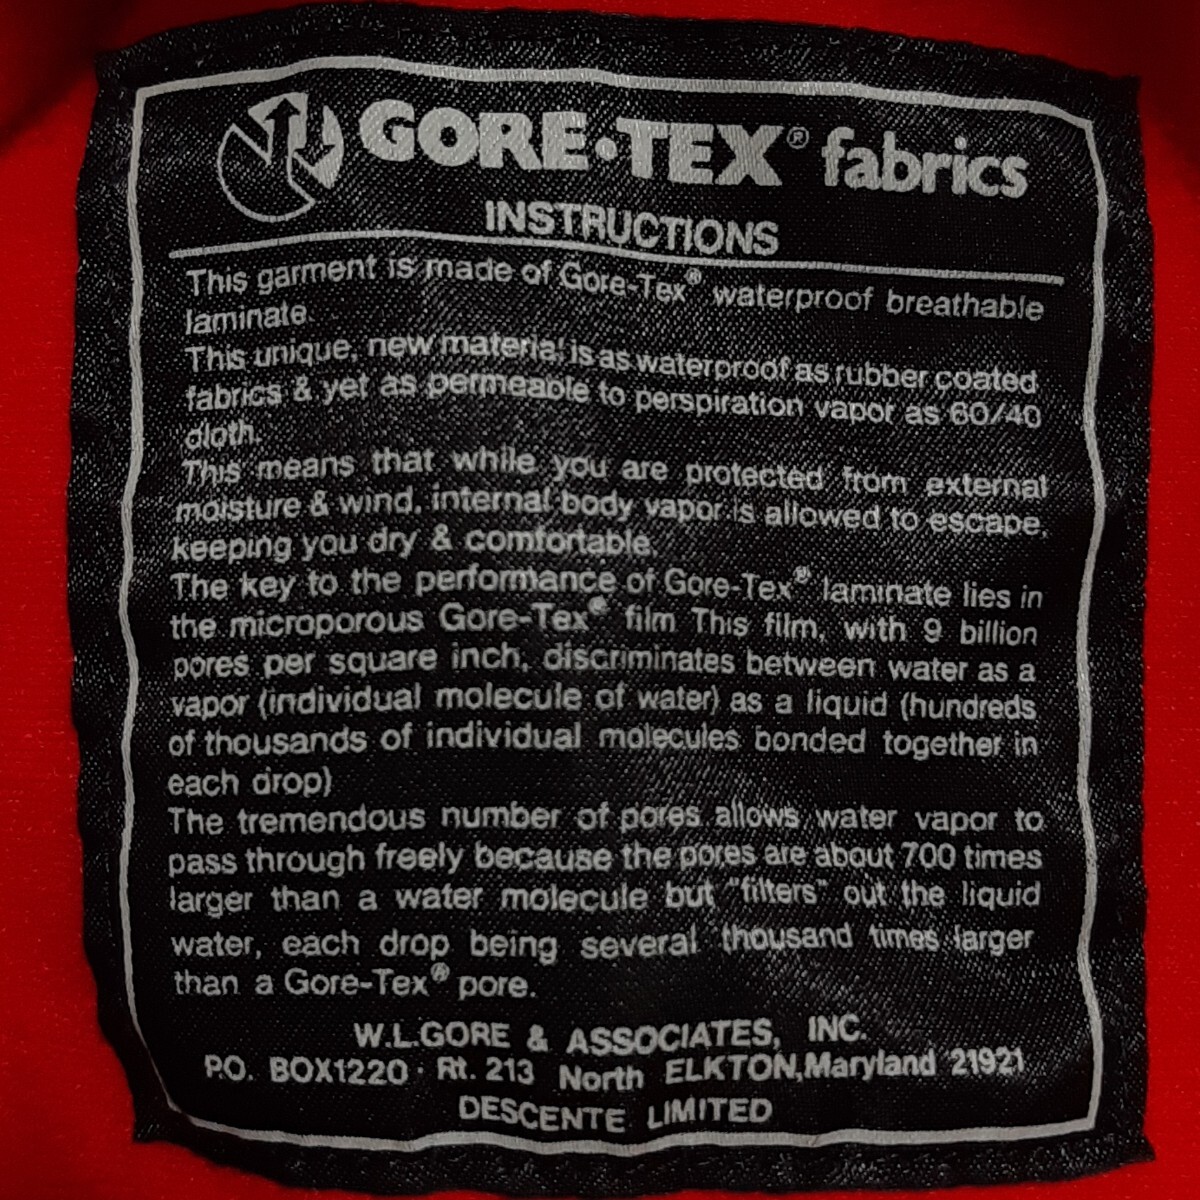 GORE·TEX® fabrics
INSTRUCTIONS
This garment is made of Gore-Tex® waterproof breathable
laminate.
This unique, new material is as waterproof as rubber coated
fabrics & yet as permeable to perspiration vapor as 60/40
cloth.
This means that while you are protected from external
moisture & wind, internal body vapor is allowed to escape,
keeping you dry & comfortable.
The key to the performance of Gore-Tex® laminate lies in
the microporous Gore-Tex® film This film, with 9 billion
pores per square inch, discriminates between water as a
vapor (individual molecule of water) as a liquid (hundreds
of thousands of individual molecules bonded together in
each drop)
The tremendous number of pores allows water vapor to
pass through freely because the pores are about 700 times
larger than a water molecule but "filters" out the liquid
water, each drop being several thousand times larger
than a Gore-Tex® pore.
W.L.GORE & ASSOCIATES, INC.
P.O. BOX1220 · Rt. 213 North ELKTON,Maryland 21921
DESCENTE LIMITED